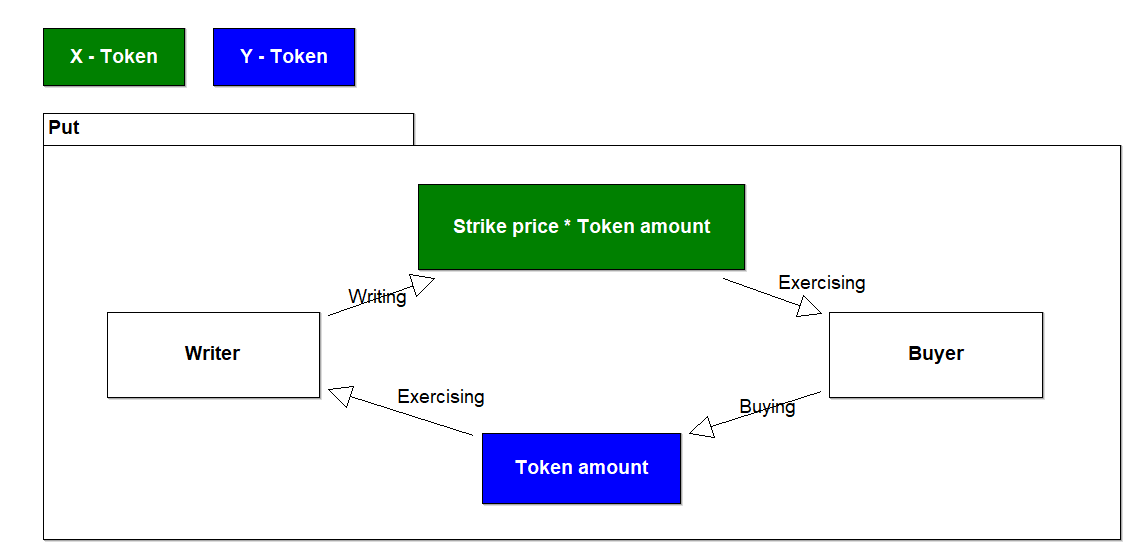 X - Token
Y - Token
Put
Strike price * Token amount
Exercising
Writing
Writer
Buyer
Exercising
Buying
Token amount